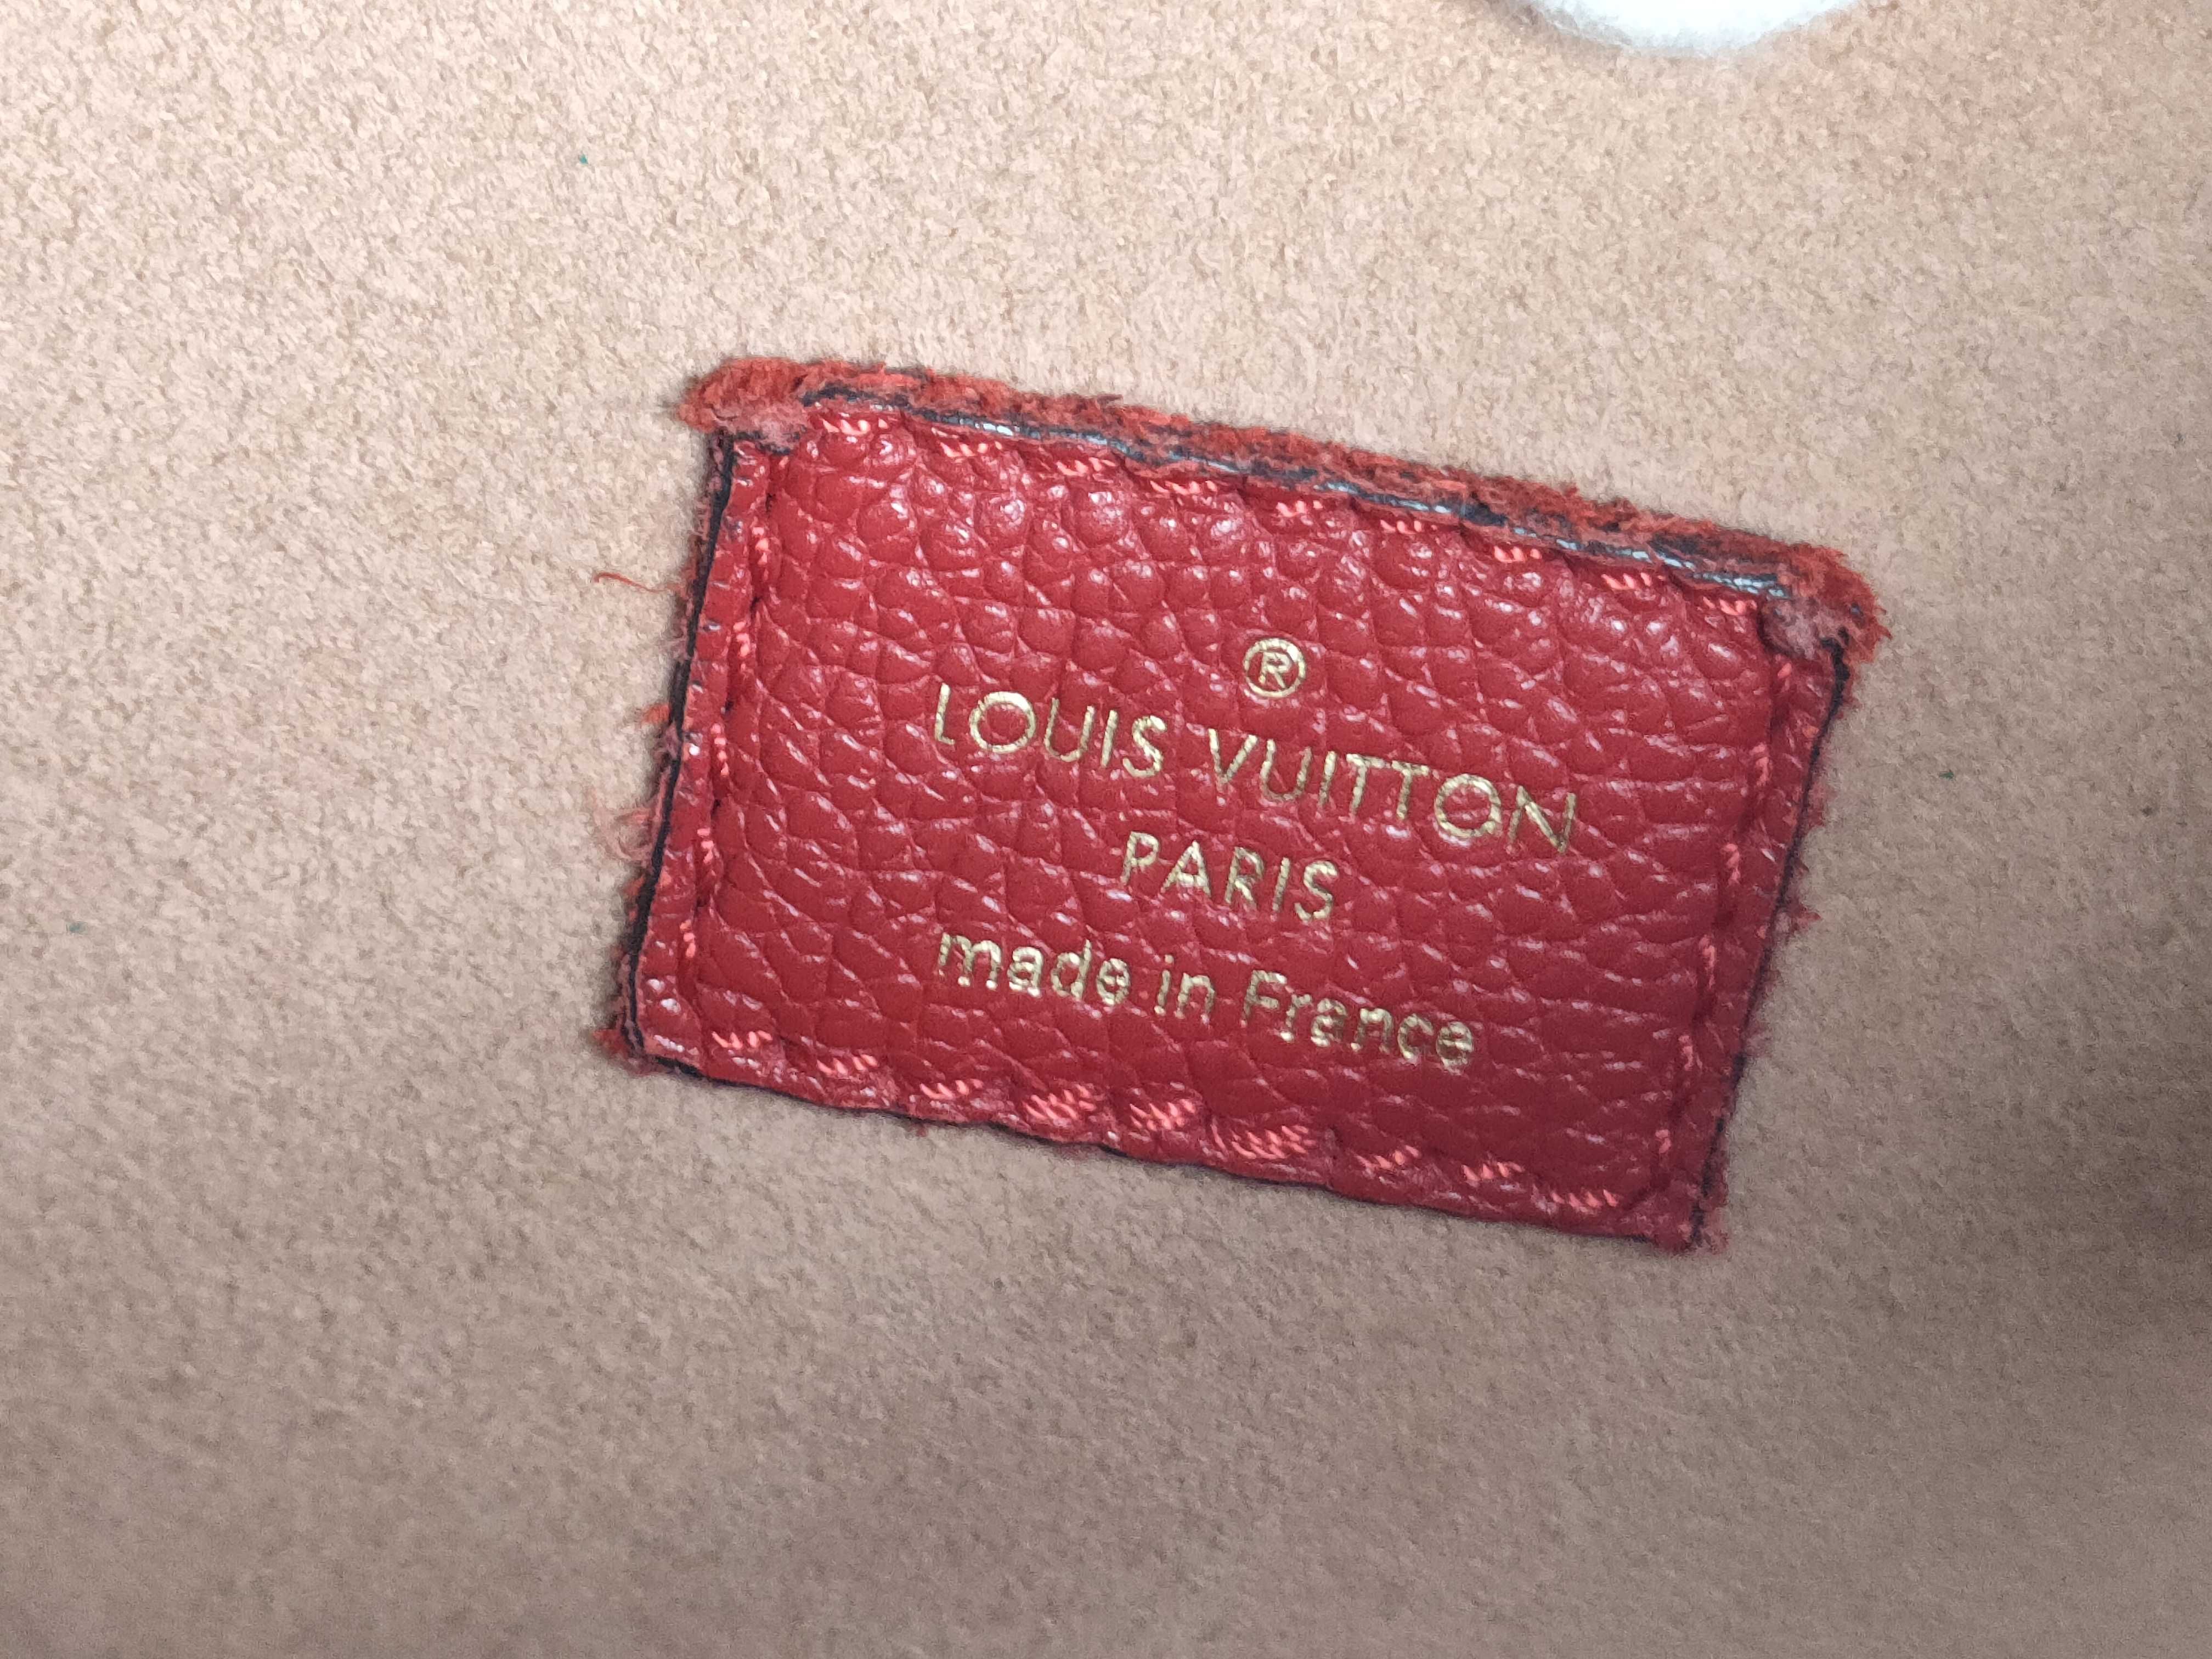 ®
LOUIS VUITTON
PARIS
made in France